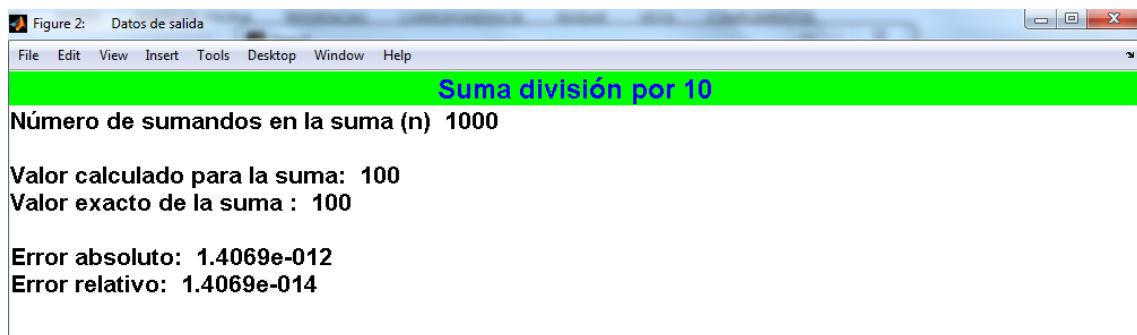 Figure 2: Datos de salida
File Edit View Insert Tools Desktop Window Help
Suma división por 10
Número de sumandos en la suma (n) 1000
Valor calculado para la suma: 100
Valor exacto de la suma : 100
Error absoluto: 1.4069e-012
Error relativo: 1.4069e-014